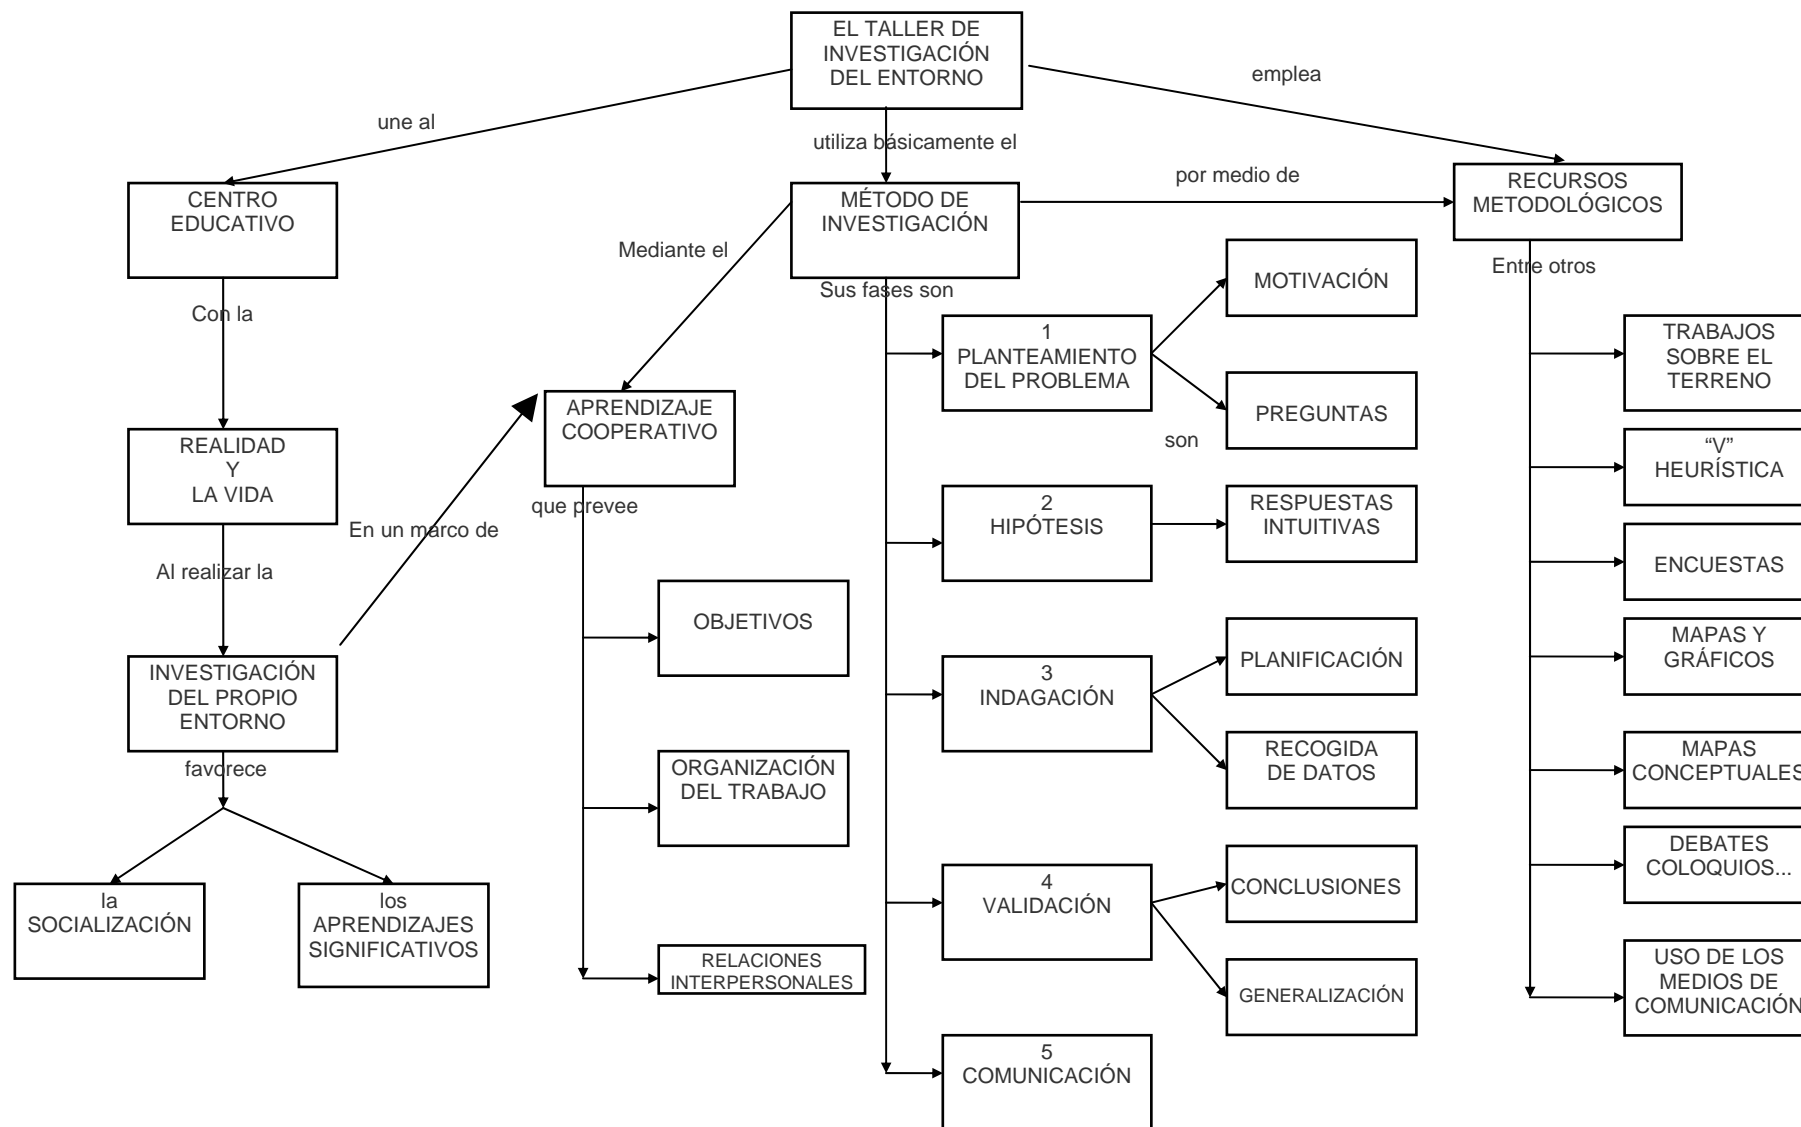 EL TALLER DE
INVESTIGACIÓN
DEL ENTORNO
une al
utiliza básicamente el
emplea
CENTRO
EDUCATIVO
MÉTODO DE
INVESTIGACIÓN
por medio de
RECURSOS
METODOLÓGICOS
Con la
Mediante el
Sus fases son
Entre otros
REALIDAD
Y
LA VIDA
Al realizar la
INVESTIGACIÓN
DEL PROPIO
ENTORNO
En un marco de
favorece
la
SOCIALIZACIÓN
los
APRENDIZAJES
SIGNIFICATIVOS
APRENDIZAJE
COOPERATIVO
que prevee
OBJETIVOS
ORGANIZACIÓN
DEL TRABAJO
RELACIONES
INTERPERSONALES
1
PLANTEAMIENTO
DEL PROBLEMA
MOTIVACIÓN
PREGUNTAS
son
2
HIPÓTESIS
RESPUESTAS
INTUITIVAS
3
INDAGACIÓN
PLANIFICACIÓN
RECOGIDA
DE DATOS
4
VALIDACIÓN
CONCLUSIONES
GENERALIZACIÓN
5
COMUNICACIÓN
TRABAJOS
SOBRE EL
TERRENO
“V”
HEURÍSTICA
ENCUESTAS
MAPAS Y
GRÁFICOS
MAPAS
CONCEPTUALES
DEBATES
COLOQUIOS...
USO DE LOS
MEDIOS DE
COMUNICACIÓN